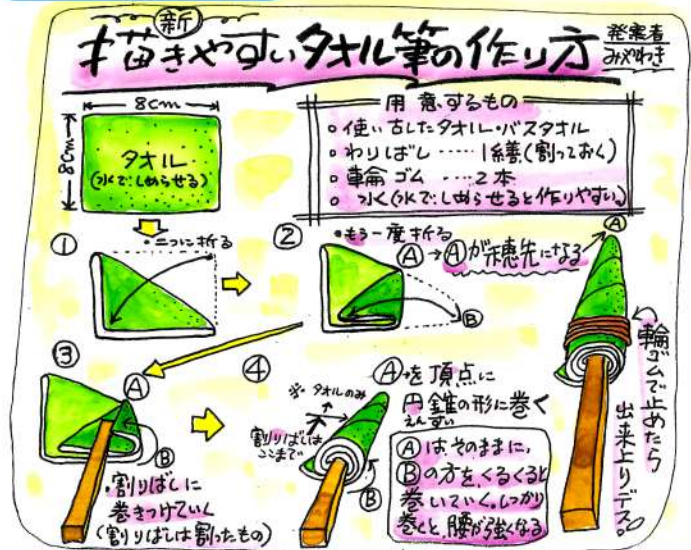 新
描きやすいタオル筆の作り方
発案者
みやわき
8cm
8cm
タオル
(水でしめらせる)
用意するもの
。使い古したタオル・バスタオル
。わりばし……1繕(割っておく)
。輪ゴム……2本
。水(水でしめらせると作りやすい)
①
・二つに折る
②
・もう一度折る
Ⓐ→Ⓐが穂先になる
Ⓐ
Ⓑ
Ⓐ
③
Ⓐ
Ⓑ
・割りばしに
巻きつけていく
(割りばしは割ったもの)
④
※タオルのみ
割りばしは
ここまで
Ⓑ
Ⓐを頂点に
円錐の形に巻く
えんすい
Ⓐは、そのままに、
Ⓑの方を、くるくると
巻いていく。しっかり
巻くと、腰が強くなる
輪ゴムで止めたら
出来上りデス。